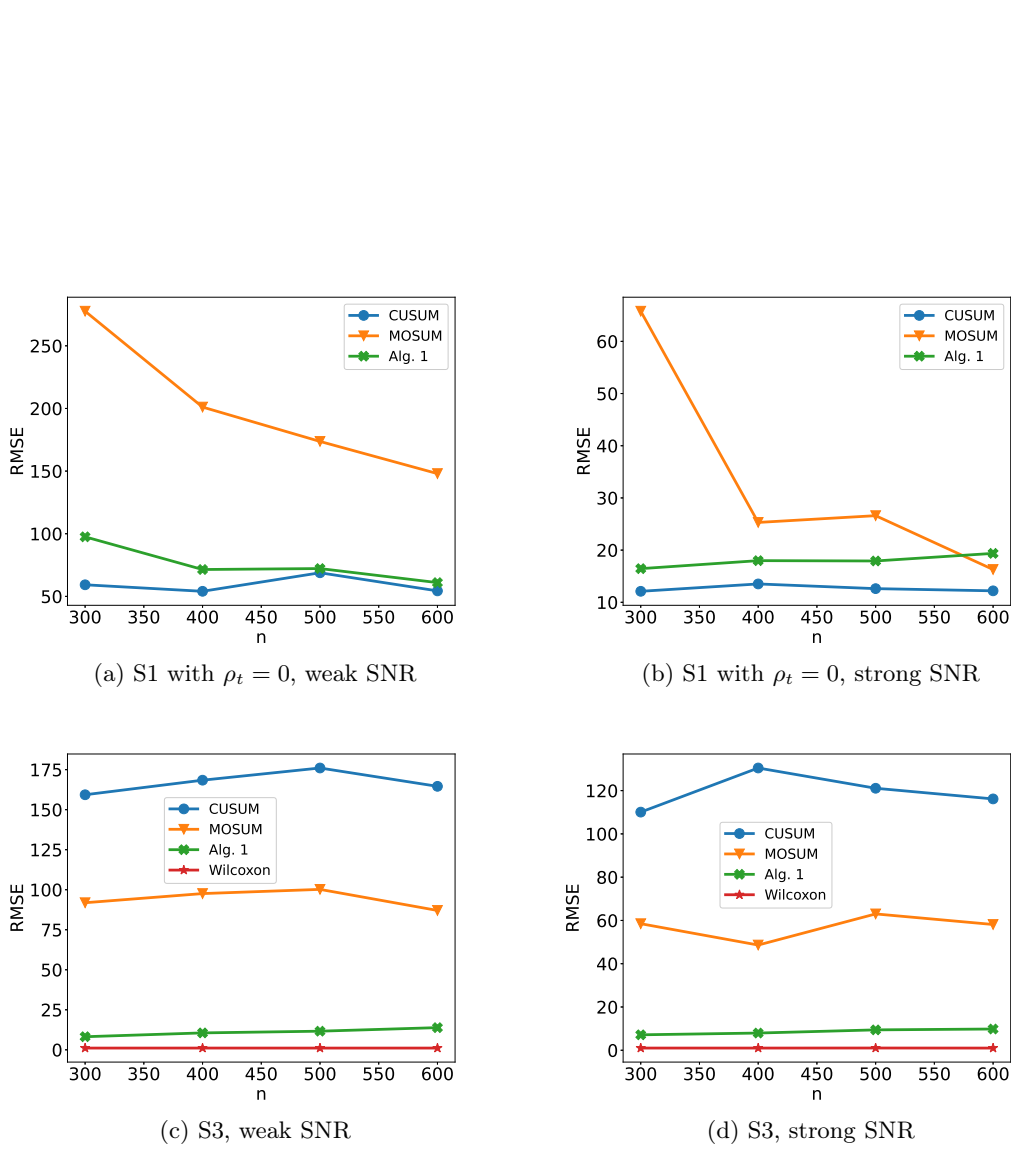 CUSUM
MOSUM
Alg. 1
RMSE
250
200
150
100
50
300 350 400 450 500 550 600
n
(a) S1 with ρt = 0, weak SNR
CUSUM
MOSUM
Alg. 1
RMSE
60
50
40
30
20
10
300 350 400 450 500 550 600
n
(b) S1 with ρt = 0, strong SNR
CUSUM
MOSUM
Alg. 1
Wilcoxon
RMSE
175
150
125
100
75
50
25
0
300 350 400 450 500 550 600
n
(c) S3, weak SNR
CUSUM
MOSUM
Alg. 1
Wilcoxon
RMSE
120
100
80
60
40
20
0
300 350 400 450 500 550 600
n
(d) S3, strong SNR